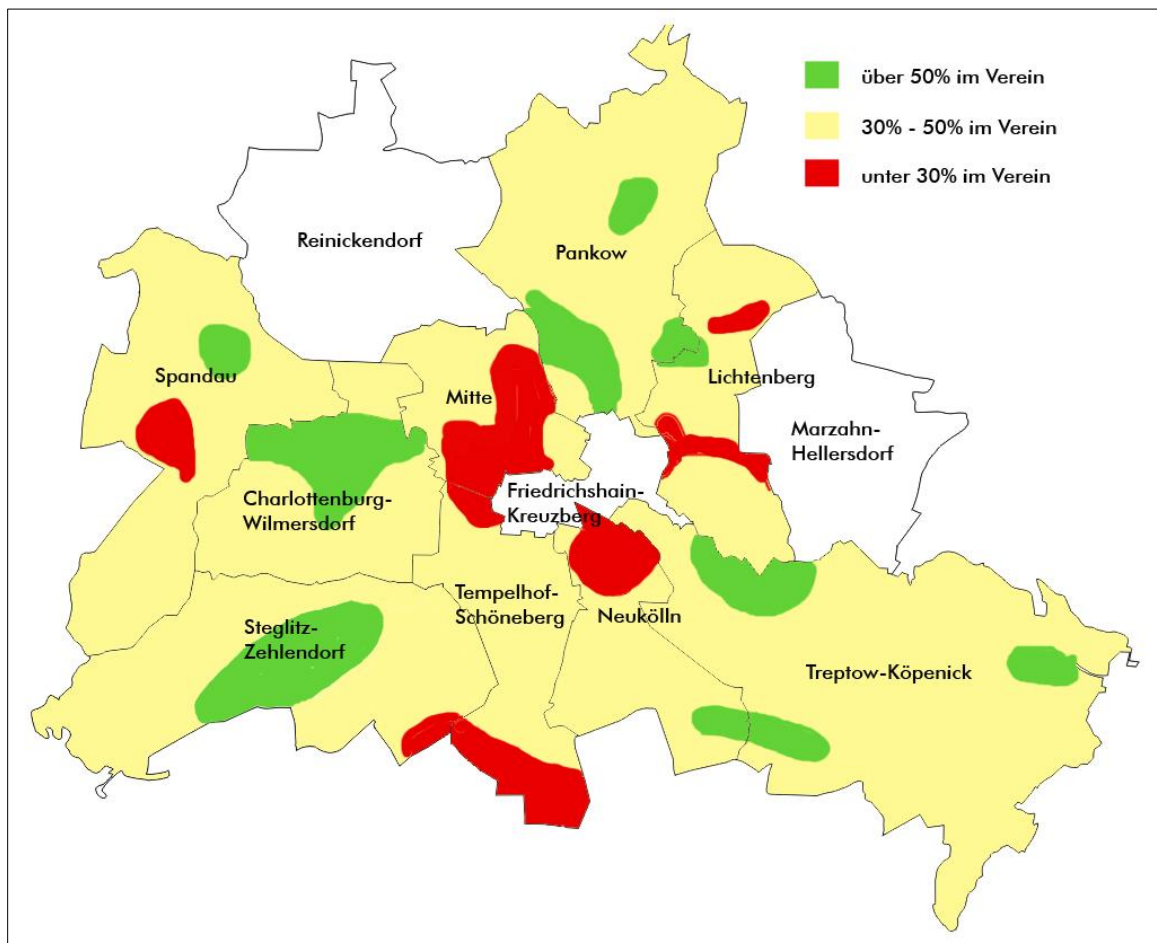 über 50% im Verein
30% - 50% im Verein
unter 30% im Verein
Reinickendorf
Pankow
Spandau
Mitte
Lichtenberg
Marzahn-
Hellersdorf
Charlottenburg-
Wilmersdorf
Friedrichshain-
Kreuzberg
Tempelhof-
Schöneberg
Neukölln
Steglitz-
Zehlendorf
Treptow-Köpenick